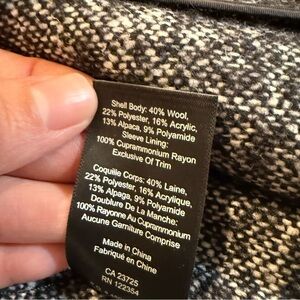 Shell Body: 40% Wool,
22% Polyester, 16% Acrylic,
13% Alpaca, 9% Polyamide
Sleeve Lining:
100% Cuprammonium Rayon
Exclusive Of Trim
Coquille Corps: 40% Laine,
22% Polyester, 16% Acrylique,
13% Alpaga, 9% Polyamide
Doublure De La Manche:
100% Rayonne Au Cuprammonium
Aucune Garniture Comprise
Made in China
Fabriqué en Chine
CA 23725
RN 122354